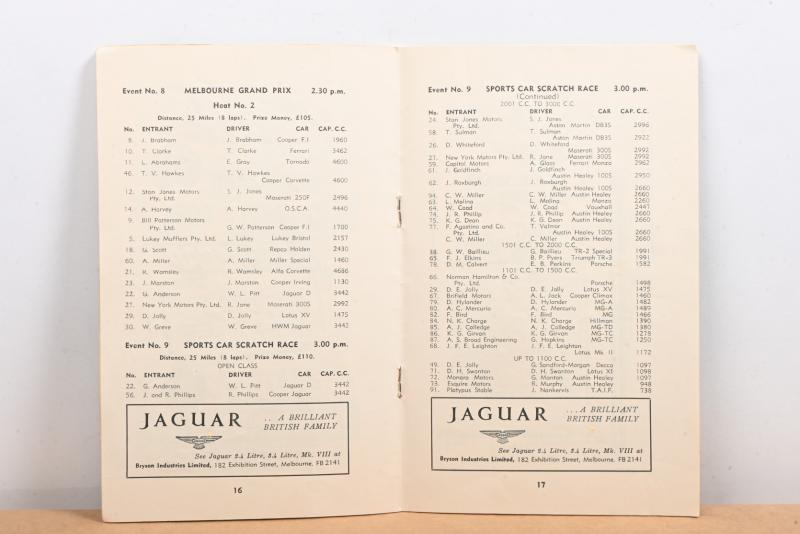 Event No. 8 MELBOURNE GRAND PRIX 2.30 p.m.
Heat No. 2
Distance, 25 Miles (8 laps). Prize Money, £105.
No. ENTRANT DRIVER CAR CAP. C.C.
8. J. Brabham J. Brabham Cooper F.I 1960
10. T. Clarke T. Clarke Ferrari 3462
11. L. Abrahams E. Gray Tornado 4600
46. T. V. Hawkes T. V. Hawkes
Cooper Corvette 4600
12. Stan Jones Motors S. J. Jones
Pty. Ltd. Maserati 250F 2496
14. A. Harvey A. Harvey O.S.C.A. 4440
9. Bill Patterson Motors
Pty. Ltd. G. W. Patterson Cooper F.I 1700
5. Lukey Mufflers Pty. Ltd. L. Lukey Lukey Bristol 2157
18. G. Scott G. Scott Repco Holden 2430
60. A. Miller A. Miller Miller Special 1460
21. K. Wamsley R. Wamsley Alfa Corvette 4686
23. J. Marston J. Marston Cooper Irving 1130
22. G. Anderson W. L. Pitt Jaguar D 3442
27. New York Motors Pty. Ltd. R. Jane Maserati 300S 2992
29. D. Jolly D. Jolly Lotus XV 1475
30. W. Greve W. Greve HWM Jaguar 3442
Event No. 9 SPORTS CAR SCRATCH RACE 3.00 p.m.
Distance, 25 Miles (8 laps). Prize Money, £110.
OPEN CLASS
No. ENTRANT DRIVER CAR CAP. C.C.
22. G. Anderson W. L. Pitt Jaguar D 3442
56. J. and R. Phillips R. Phillips Cooper Jaguar 3442
JAGUAR . . . A BRILLIANT
BRITISH FAMILY
See Jaguar 2.4 Litre, 3.4 Litre, Mk. VIII at
Bryson Industries Limited, 182 Exhibition Street, Melbourne. FB 2141
16
Event No. 9 SPORTS CAR SCRATCH RACE 3.00 p.m.
(Continued)
2001 C.C. TO 3000 C.C.
No. ENTRANT DRIVER CAR CAP. C.C.
24. Stan Jones Motors S. J. Jones
Pty. Ltd. Aston Martin DB3S 2996
58. T. Sulman T. Sulman
Aston Martin DB3S 2922
26. D. Whiteford D. Whiteford
Maserati 300S 2992
27. New York Motors Pty. Ltd. R. Jane Maserati 300S 2992
59. Capitol Motors A. Glass Ferrari Monza 2962
61. J. Goldfinch J. Goldfinch
Austin Healey 100S 2950
62. J. Roxburgh J. Roxburgh
Austin Healey 100S 2660
94. C. W. Miller C. W. Miller Austin Healey 2660
63. L. Molina L. Molina Monza 2260
64. W. Coad W. Coad Vauxhall 2447
74. J. R. Phillip J. R. Phillip Austin Healey 2660
75. K. G. Dean K. G. Dean Austin Healey 2660
77. F. Agostino and Co. T. Valmor
Pty. Ltd. Austin Healey 100S 2660
C. W. Miller C. Miller Austin Healey 2660
1501 C.C. TO 2000 C.C.
38. G. W. Baillieu G. Baillieu TR-2 Special 1991
65. F. J. Elkins B. P. Pyers Triumph TR-3 1991
78. D. M. Calvert E. B. Perkins Porsche 1582
1101 C.C. TO 1500 C.C.
66. Norman Hamilton & Co.
Pty. Ltd. Porsche 1498
29. D. E. Jolly D. E. Jolly Lotus XV 1475
67. Britfield Motors A. L. Jack Cooper Climax 1460
79. D. Hylander D. Hylander MG-A 1482
80. A. C. Mercurio A. C. Mercurio MG-A 1489
82. F. Bird F. Bird MG 1466
84. N. K. Charge N. K. Charge Hillman 1390
85. A. J. Colledge A. J. Colledge MG-TD 1380
86. K. G. Girvan K. G. Girvan MG-TC 1278
87. A. S. Broad Engineering G. Hopkins MG-TC 1250
68. J. F. E. Leighton J. F. E. Leighton
Lotus Mk II 1172
UP TO 1100 C.C.
49. D. E. Jolly G. Sandford-Morgan Decca 1097
71. D. H. Swanton D. H. Swanton Lotus XI 1098
72. Monaro Motors G. Manton Austin Healey 1097
73. Esquire Motors R. Murphy Austin Healey 948
91. Platypus Stable J. Nankervis T.A.I.F. 738
JAGUAR . . . A BRILLIANT
BRITISH FAMILY
See Jaguar 2.4 Litre, 3.4 Litre, Mk. VIII at
Bryson Industries Limited, 182 Exhibition Street, Melbourne. FB 2141
17